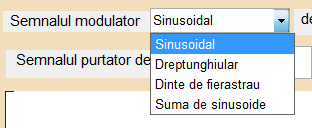 Semnalul modulator Sinusoidal de
Sinusoidal
Semnalul purtator de Dreptunghiular
Dinte de fierastrau
Suma de sinusoide